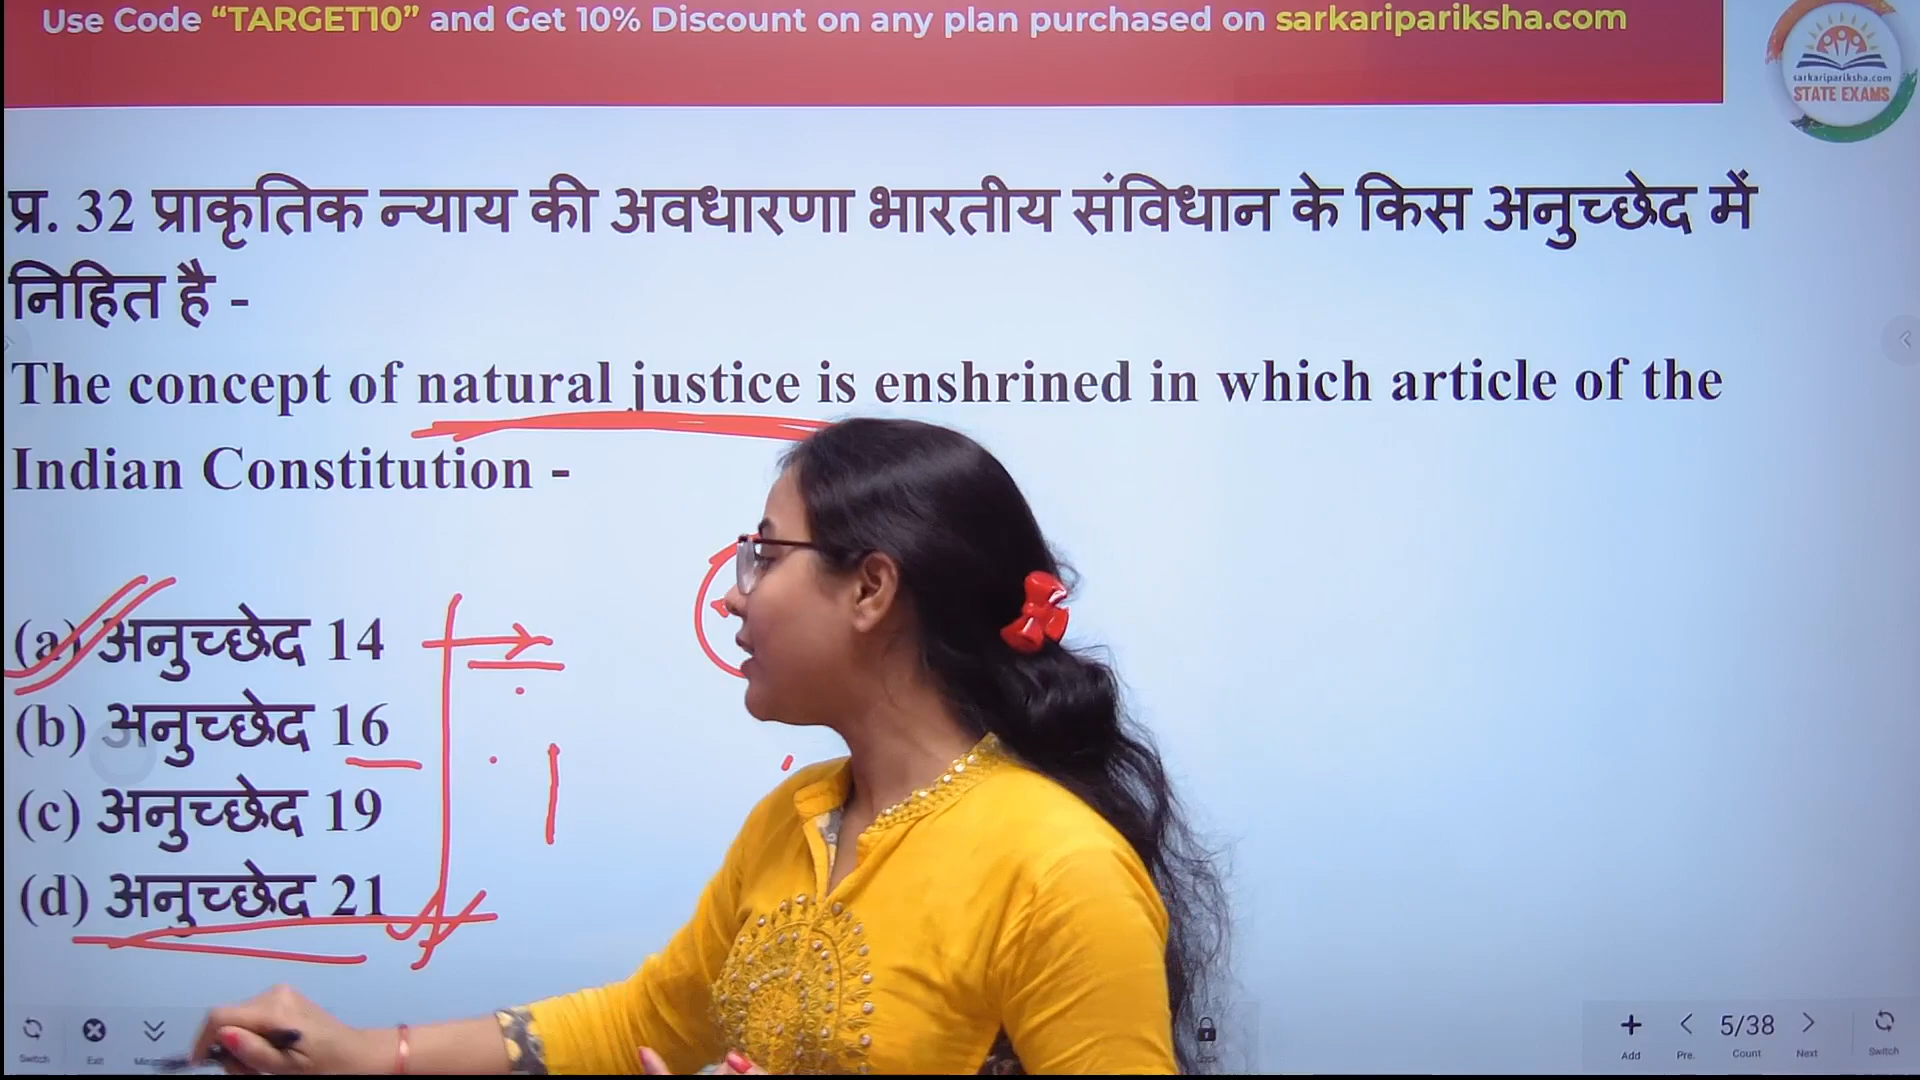 Use Code “TARGET10” and Get 10% Discount on any plan purchased on sarkaripariksha.com
sarkaripariksha.com
STATE EXAMS
प्र. 32 प्राकृतिक न्याय की अवधारणा भारतीय संविधान के किस अनुच्छेद में
निहित है -
The concept of natural justice is enshrined in which article of the
Indian Constitution -
(a) अनुच्छेद 14
(b) अनुच्छेद 16
(c) अनुच्छेद 19
(d) अनुच्छेद 21
5/38
Switch Exit Add Pre. Count Next Switch